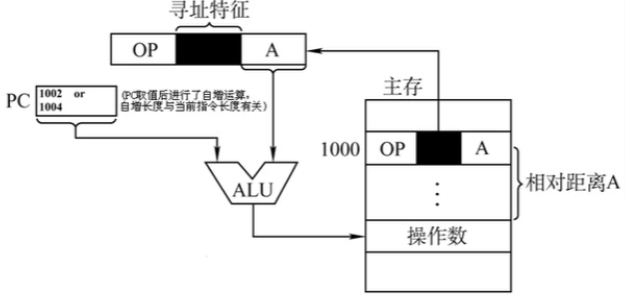 寻址特征
OP A
PC 1002 or
1004
(PC取值后进行了自增运算,
自增长度与当前指令长度有关)
主存
1000 OP A
ALU
⋮
相对距离A
操作数